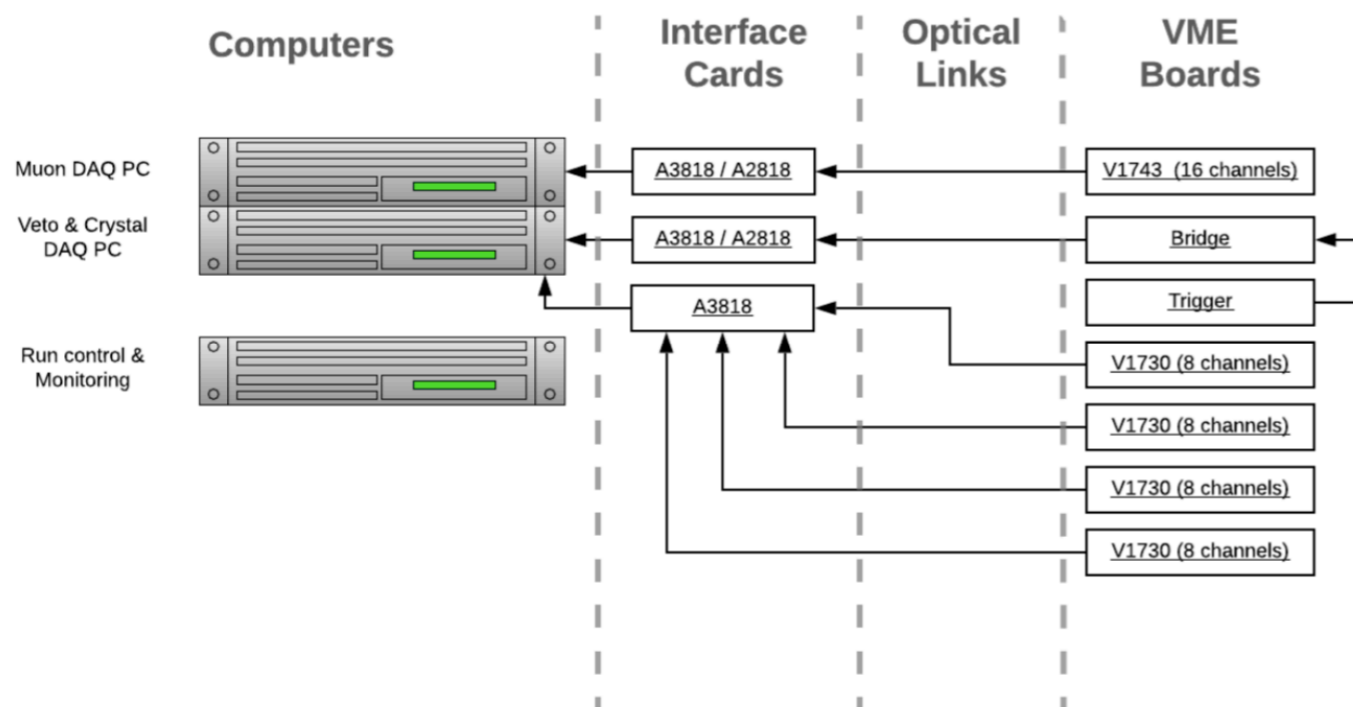 Computers
Interface
Cards
Optical
Links
VME
Boards
Muon DAQ PC
A3818 / A2818
V1743  (16 channels)
Veto & Crystal
DAQ PC
A3818 / A2818
Bridge
A3818
Trigger
Run control &
Monitoring
V1730 (8 channels)
V1730 (8 channels)
V1730 (8 channels)
V1730 (8 channels)